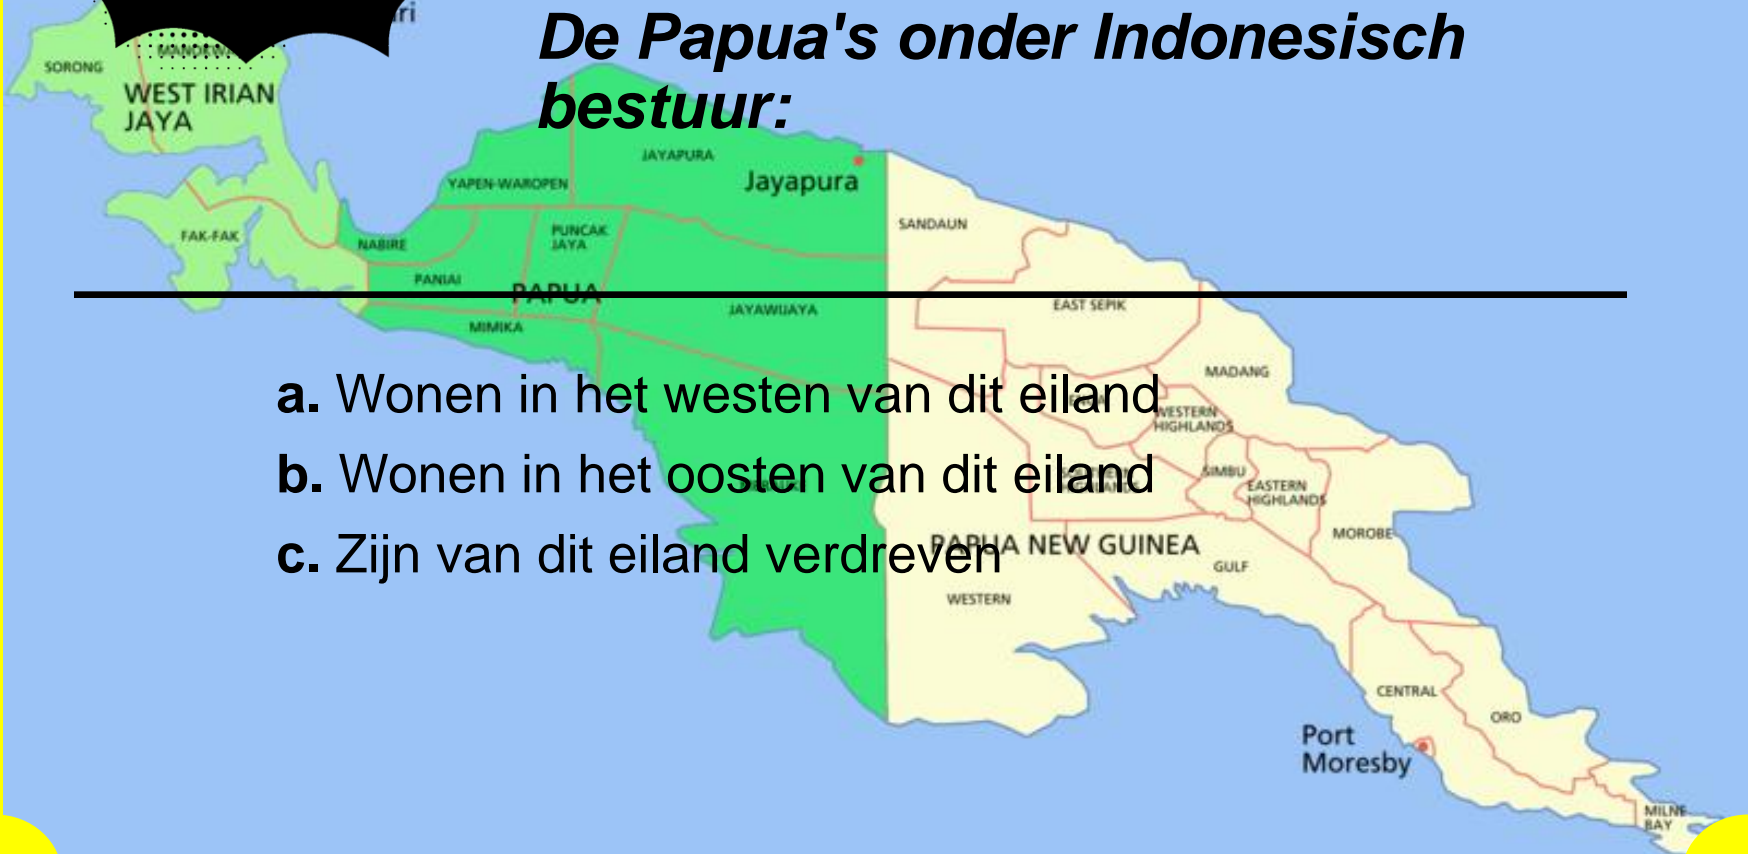 De Papua's onder Indonesisch
bestuur:
SORONG
WEST IRIAN
JAYA
JAYAPURA
Jayapura
YAPEN-WAROPEN
SANDAUN
FAK-FAK
NABIRE
PUNCAK
JAYA
PANIAI
PAPUA
JAYAWIJAYA
EAST SEPIK
MIMIKA
MADANG
a. Wonen in het westen van dit eiland
WESTERN
HIGHLANDS
b. Wonen in het oosten van dit eiland
SIMBU
EASTERN
HIGHLANDS
MOROBE
c. Zijn van dit eiland verdreven
PAPUA NEW GUINEA
GULF
WESTERN
CENTRAL
ORO
Port
Moresby
MILNE
BAY